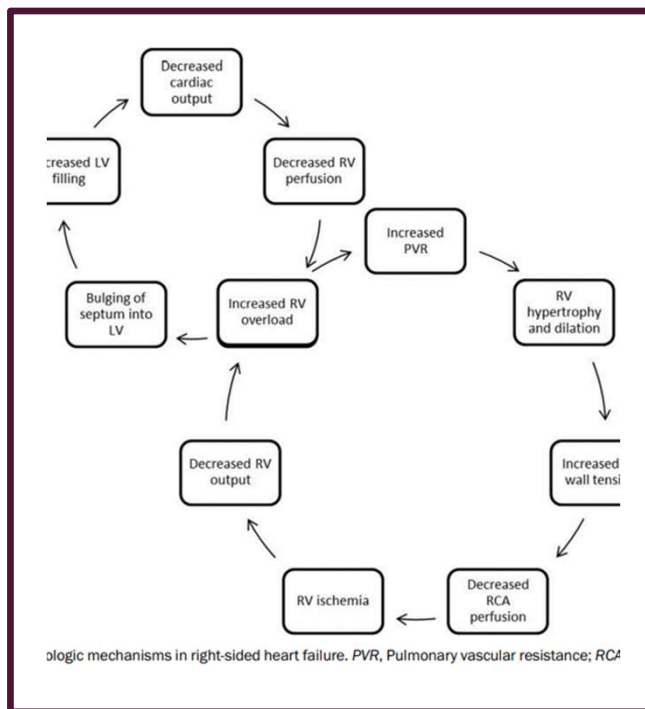 Decreased
cardiac
output
creased LV
filling
Decreased RV
perfusion
Increased
PVR
Bulging of
septum into
LV
Increased RV
overload
RV
hypertrophy
and dilation
Decreased RV
output
Increased
wall tensi
RV ischemia
Decreased
RCA
perfusion
ologic mechanisms in right-sided heart failure. PVR, Pulmonary vascular resistance; RCA